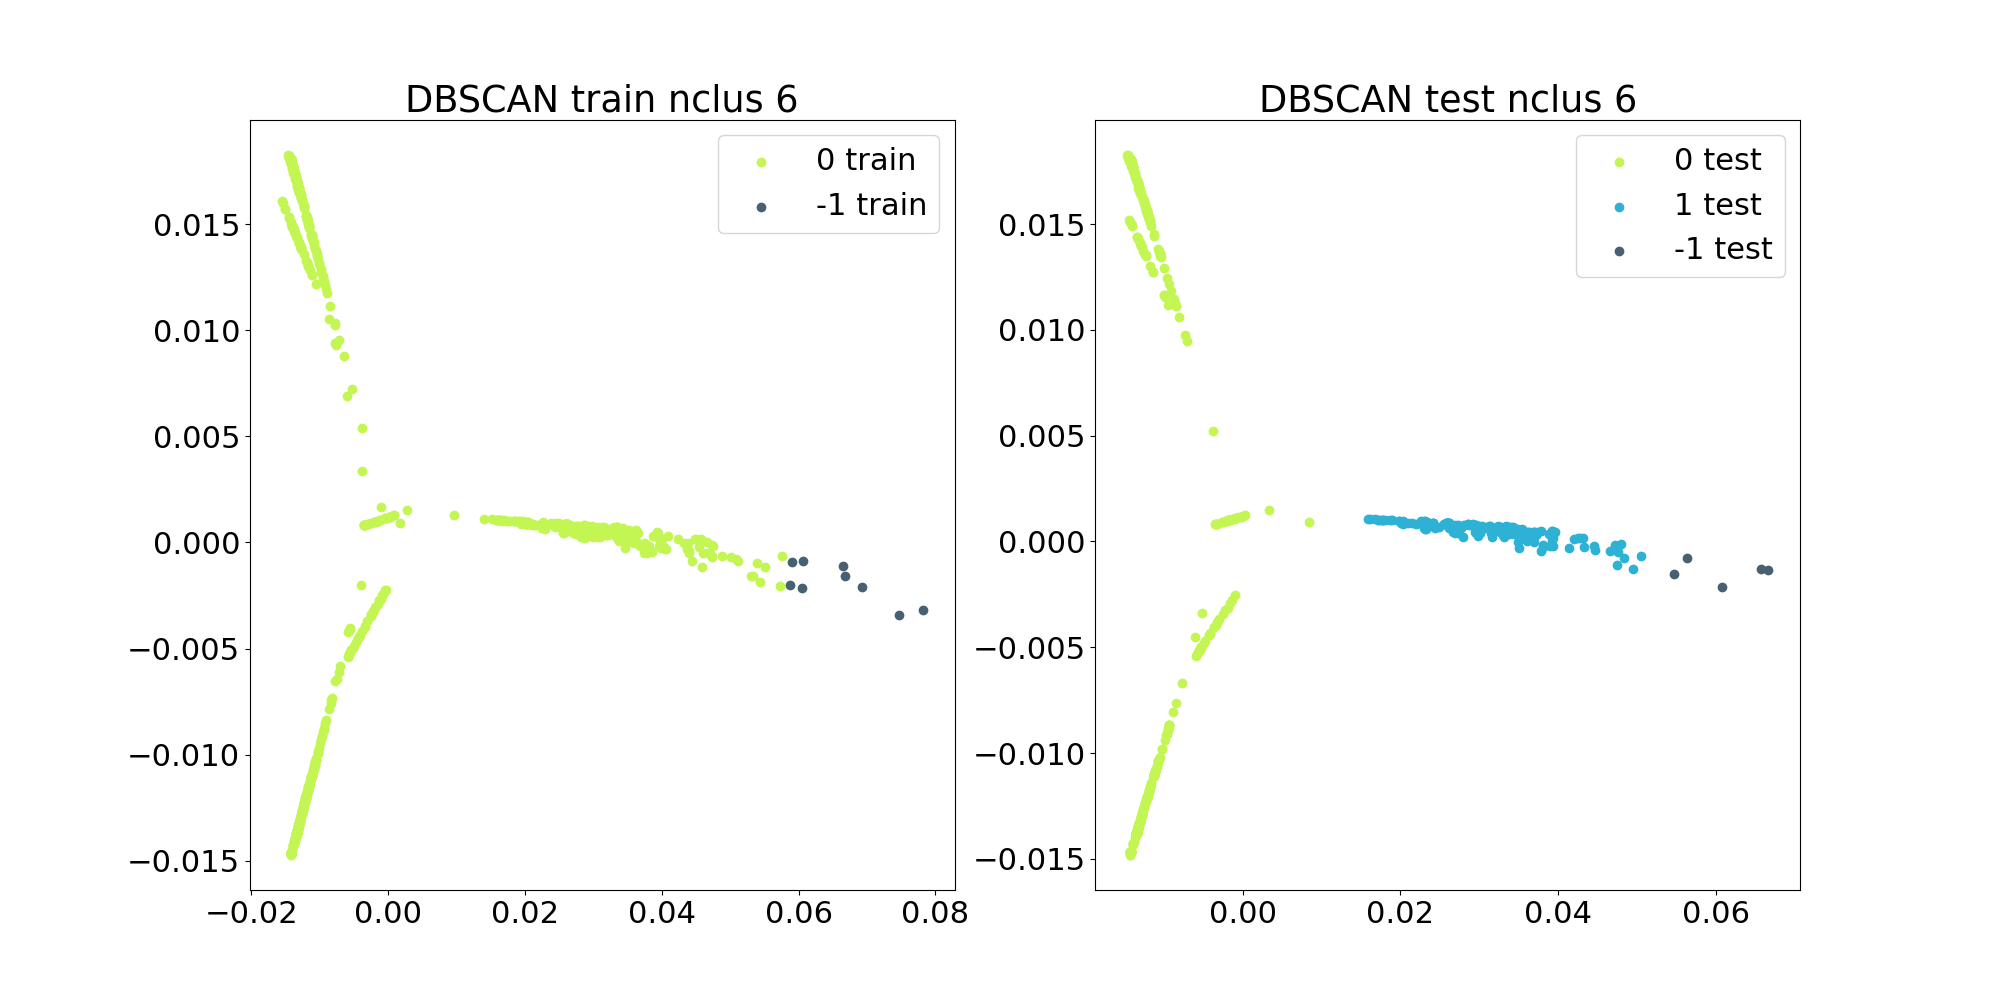 DBSCAN train nclus 6
0 train
-1 train
0.015
0.010
0.005
0.000
−0.005
−0.010
−0.015
−0.02 0.00 0.02 0.04 0.06 0.08
DBSCAN test nclus 6
0 test
1 test
-1 test
0.015
0.010
0.005
0.000
−0.005
−0.010
−0.015
0.00 0.02 0.04 0.06